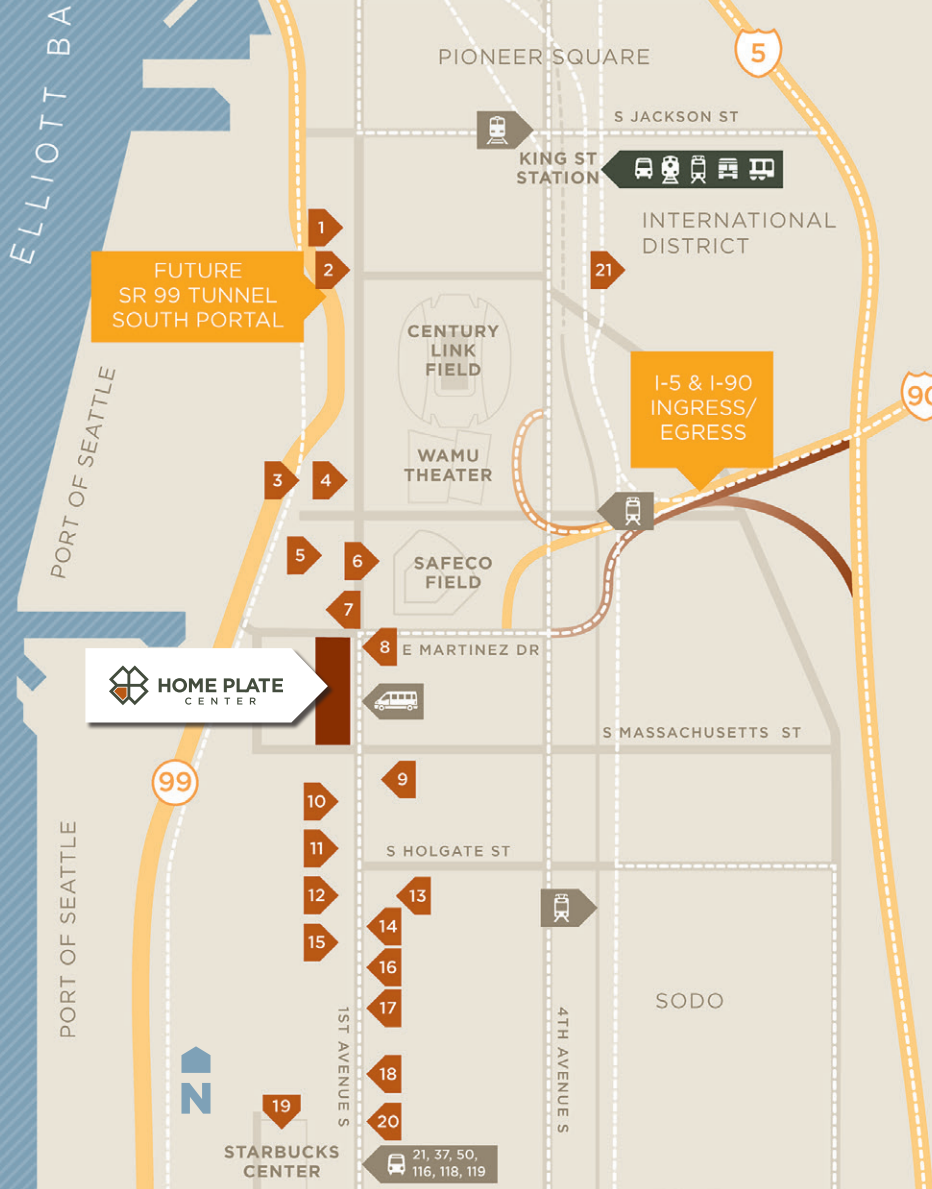 ELLIOTT BA
PIONEER SQUARE
5
S JACKSON ST
KING ST
STATION
INTERNATIONAL
DISTRICT
1
2
21
FUTURE
SR 99 TUNNEL
SOUTH PORTAL
CENTURY
LINK
FIELD
I-5 & I-90
INGRESS/
EGRESS
90
PORT OF SEATTLE
WAMU
THEATER
3
4
5
6
SAFECO
FIELD
7
8
E MARTINEZ DR
HOME PLATE
CENTER
S MASSACHUSETTS ST
99
9
10
11
S HOLGATE ST
12
13
14
15
16
17
PORT OF SEATTLE
SODO
1ST AVENUE S
4TH AVENUE S
18
N
19
20
STARBUCKS
CENTER
21, 37, 50,
116, 118, 119